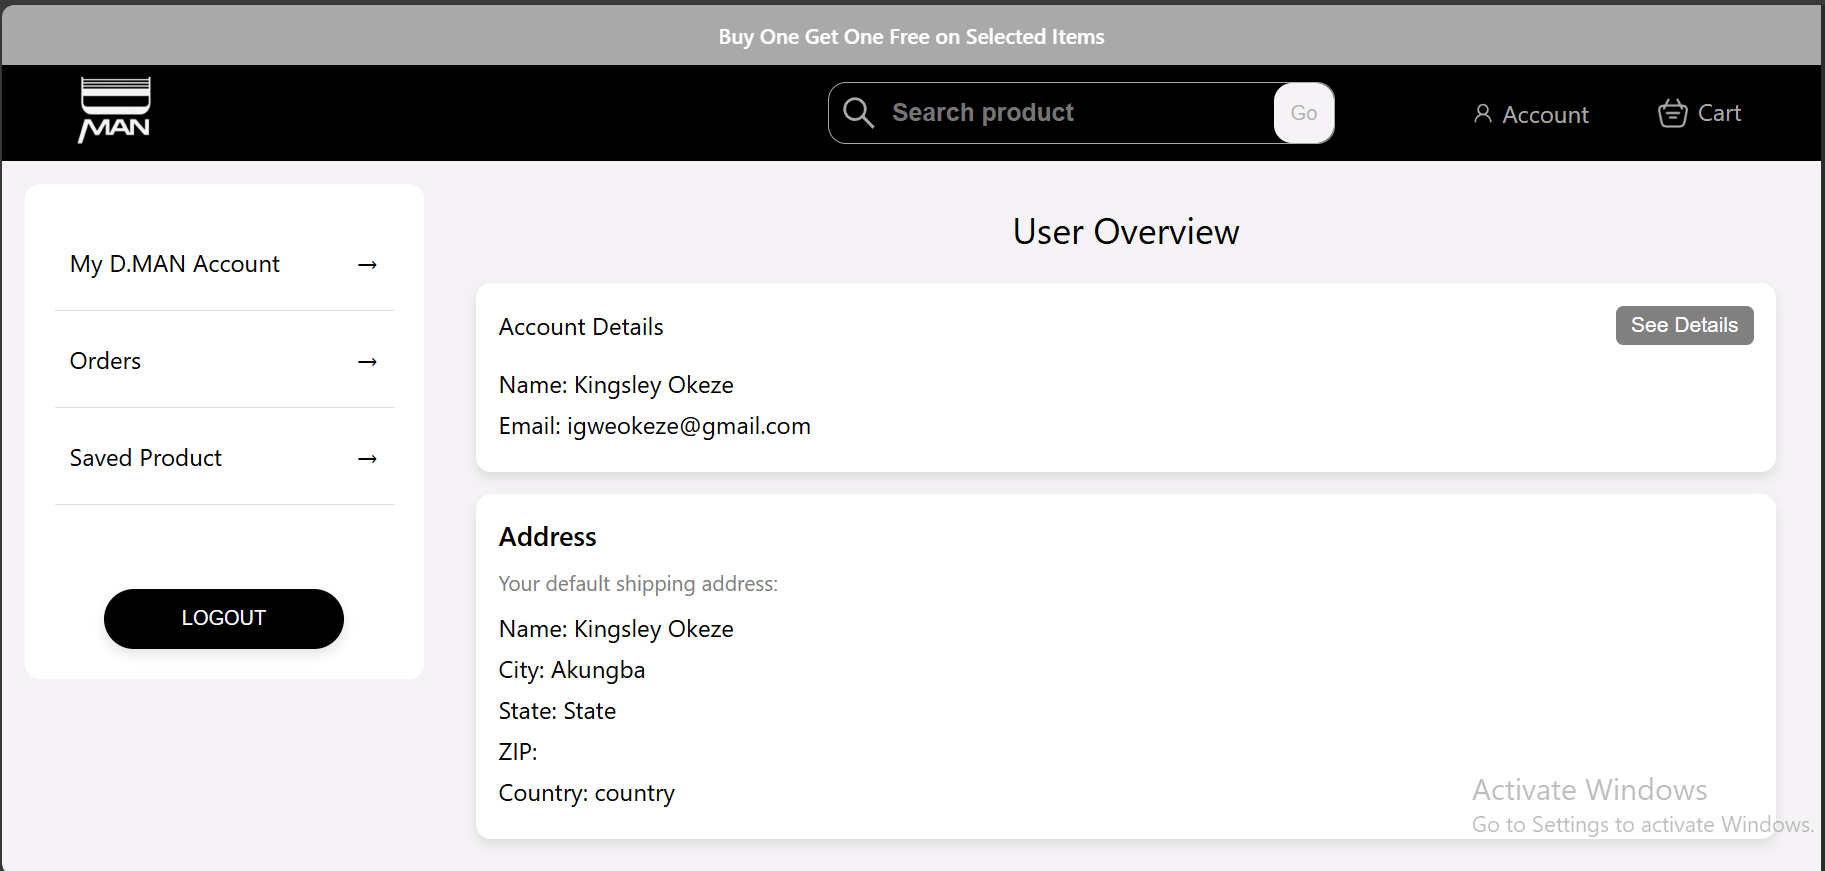 Buy One Get One Free on Selected Items
MAN
Search product
Go
Account
Cart
My D.MAN Account →
Orders →
Saved Product →
LOGOUT
User Overview
Account Details
See Details
Name: Kingsley Okeze
Email: igweokeze@gmail.com
Address
Your default shipping address:
Name: Kingsley Okeze
City: Akungba
State: State
ZIP:
Country: country
Activate Windows
Go to Settings to activate Windows.